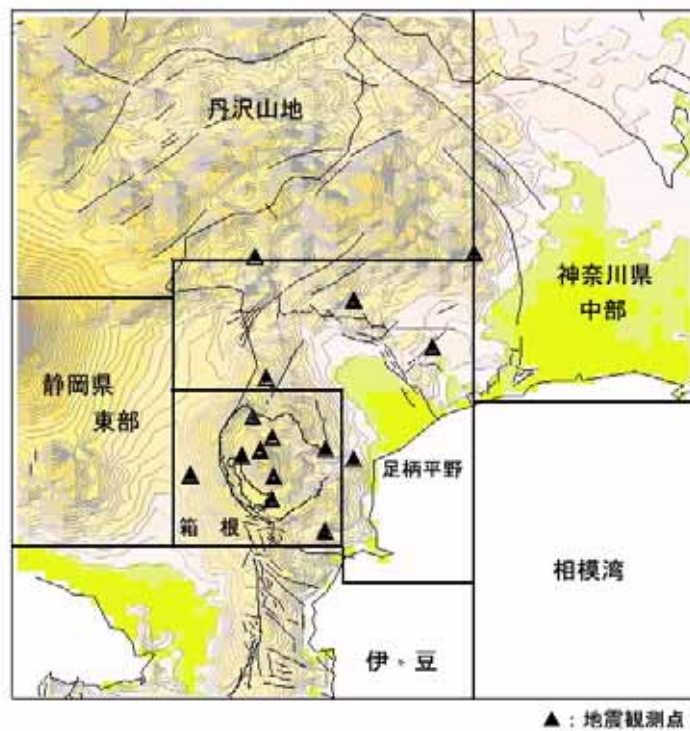 丹沢山地
神奈川県
中部
静岡県
東部
足柄平野
箱 根
相模湾
伊 豆
▲：地震観測点